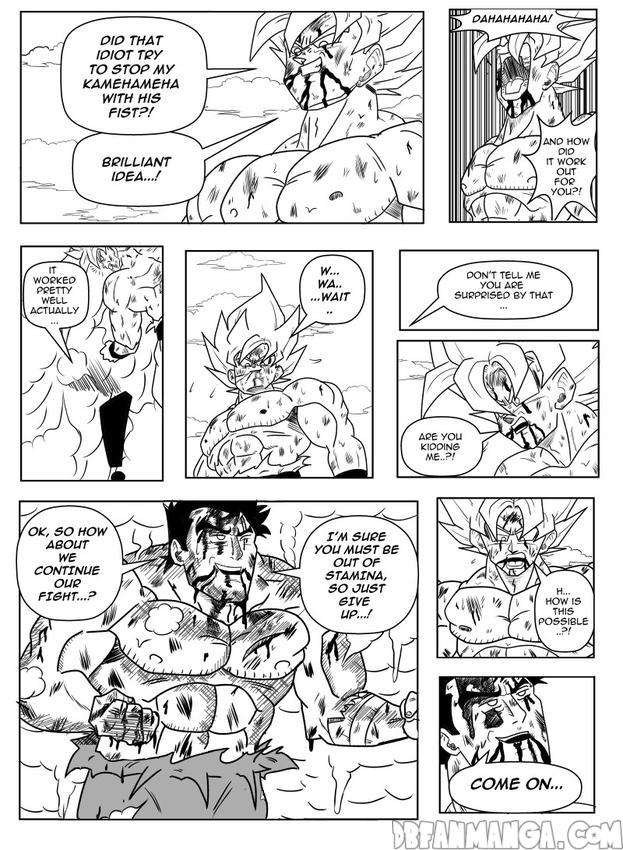 DID THAT
IDIOT TRY
TO STOP MY
KAMEHAMEHA
WITH HIS
FIST?!
BRILLIANT
IDEA...!
DAHAHAHAHA!
AND HOW
DID
IT WORK
OUT
FOR
YOU?!
IT
WORKED
PRETTY
WELL
ACTUALLY
...
W...
WA..
...WAIT
..
DON'T TELL ME
YOU ARE
SURPRISED BY THAT
...
ARE YOU
KIDDING
ME..?!
OK, SO HOW
ABOUT
WE
CONTINUE
OUR
FIGHT...?
I'M SURE
YOU MUST BE
OUT OF
STAMINA,
SO JUST
GIVE
UP...!
H...
HOW IS
THIS
POSSIBLE
..?!
COME ON...
DBFANMANGA.COM